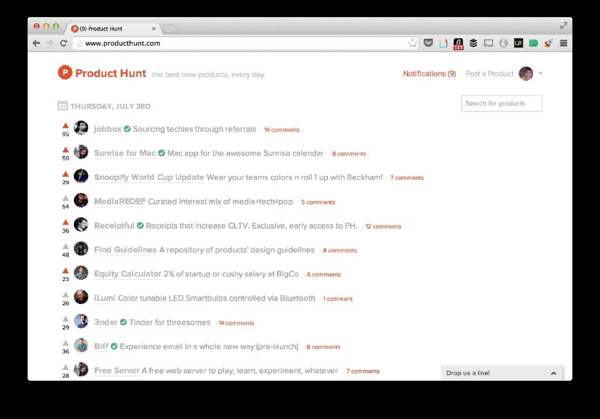 (9) Product Hunt
www.producthunt.com
P Product Hunt the best new products, every day Notifications (9) · Post a Product
THURSDAY, JULY 3RD Search for products
jobbox Sourcing techies through referrals · 14 comments
55
Sunrise for Mac Mac app for the awesome Sunrise calendar · 8 comments
50
Snoopify World Cup Update Wear your teams colors n roll 1 up with Beckham! · 7 comments
29
MediaREDEF Curated Interest mix of media+tech+pop · 5 comments
54
Receiptful Receipts that increase CLTV. Exclusive, early access to PH. · 12 comments
36
Find Guidelines A repository of products' design guidelines · 8 comments
48
Equity Calculator 2% of startup or cushy salary at BigCo · 6 comments
25
iLumi Color tunable LED Smartbulbs controlled via Bluetooth · 1 comment
26
3nder Tinder for threesomes · 14 comments
29
Brif Experience email in a whole new way (pre-launch) · 8 comments
36
Free Server A free web server to play, learn, experiment, whatever · 7 comments
28
Drop us a line!